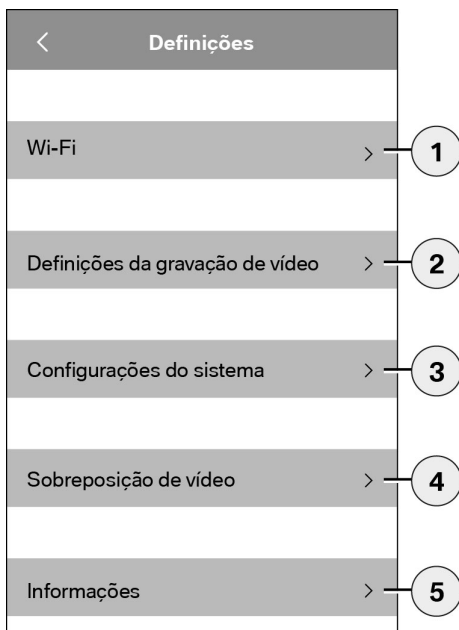 Definições
Wi-Fi
1
Definições da gravação de vídeo
2
Configurações do sistema
3
Sobreposição de vídeo
4
Informações
5